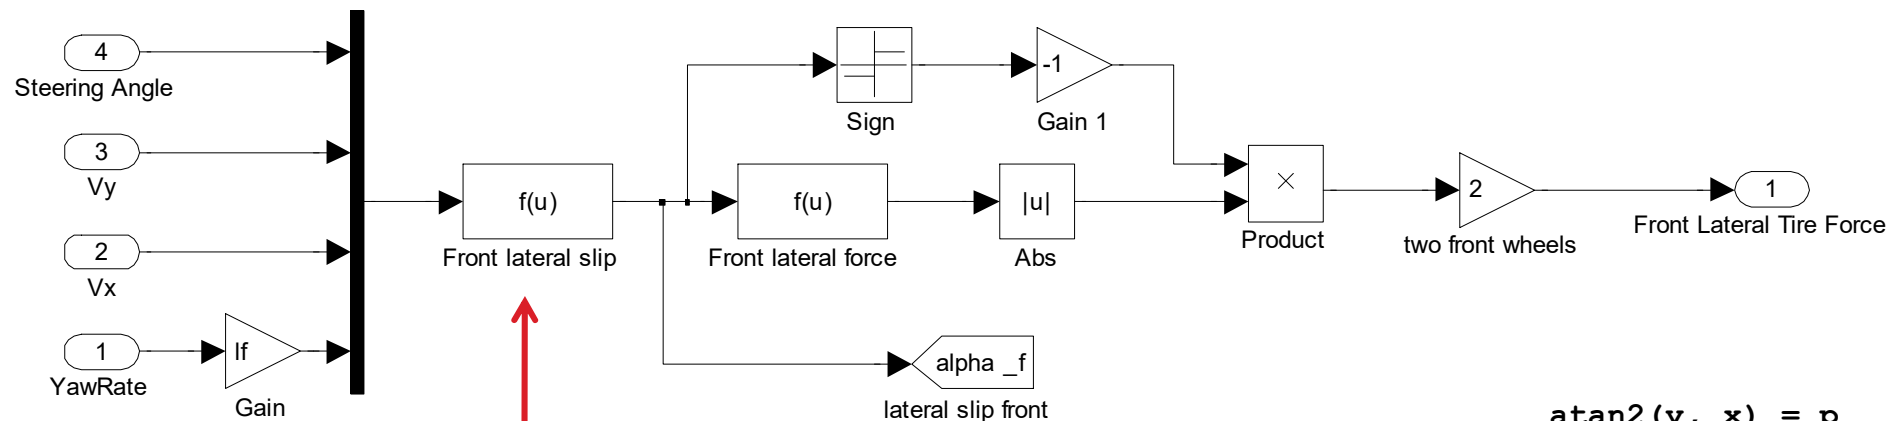 4
Steering Angle
3
Vy
2
Vx
1
YawRate
lf
Gain
f(u)
Front lateral slip
Sign
-1
Gain 1
f(u)
Front lateral force
|u|
Abs
×
Product
2
two front wheels
1
Front Lateral Tire Force
alpha _f
lateral slip front
atan2(y, x) = p